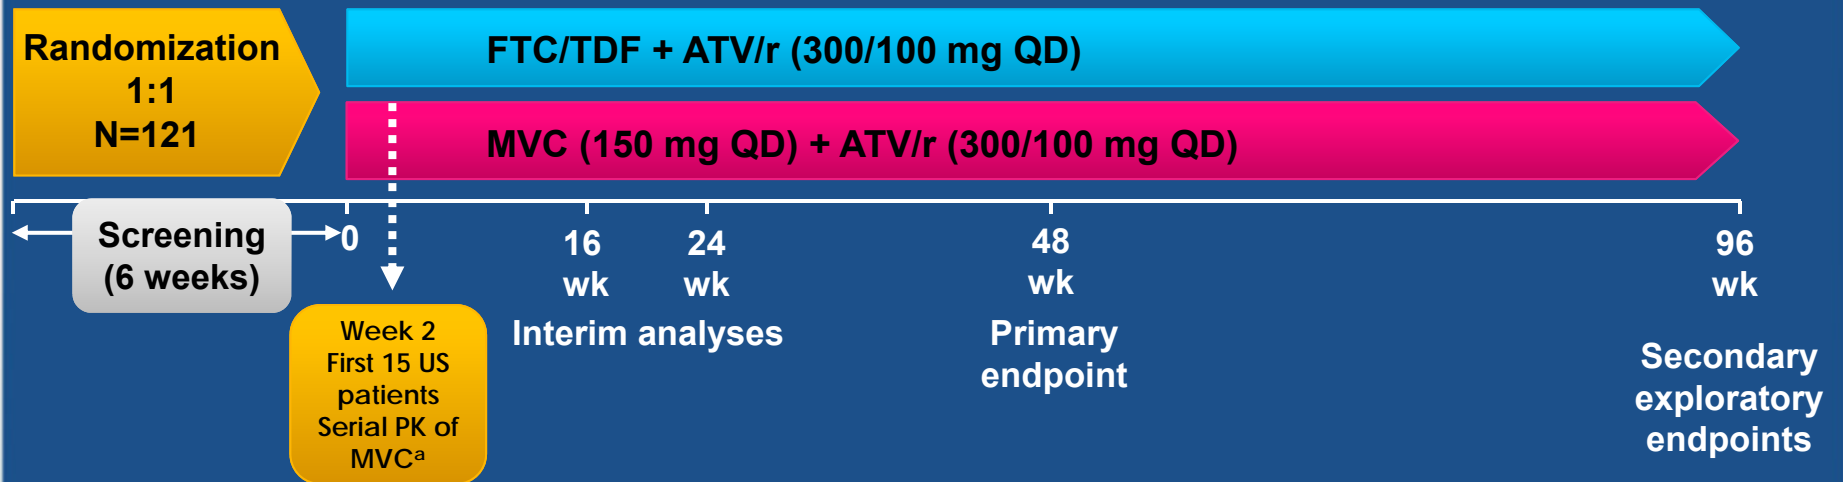 Randomization
1:1
N=121
FTC/TDF + ATV/r (300/100 mg QD)
MVC (150 mg QD) + ATV/r (300/100 mg QD)
Screening
(6 weeks)
0
16
wk
24
wk
48
wk
96
wk
Week 2
First 15 US
patients
Serial PK of
MVCᵃ
Interim analyses
Primary
endpoint
Secondary
exploratory
endpoints